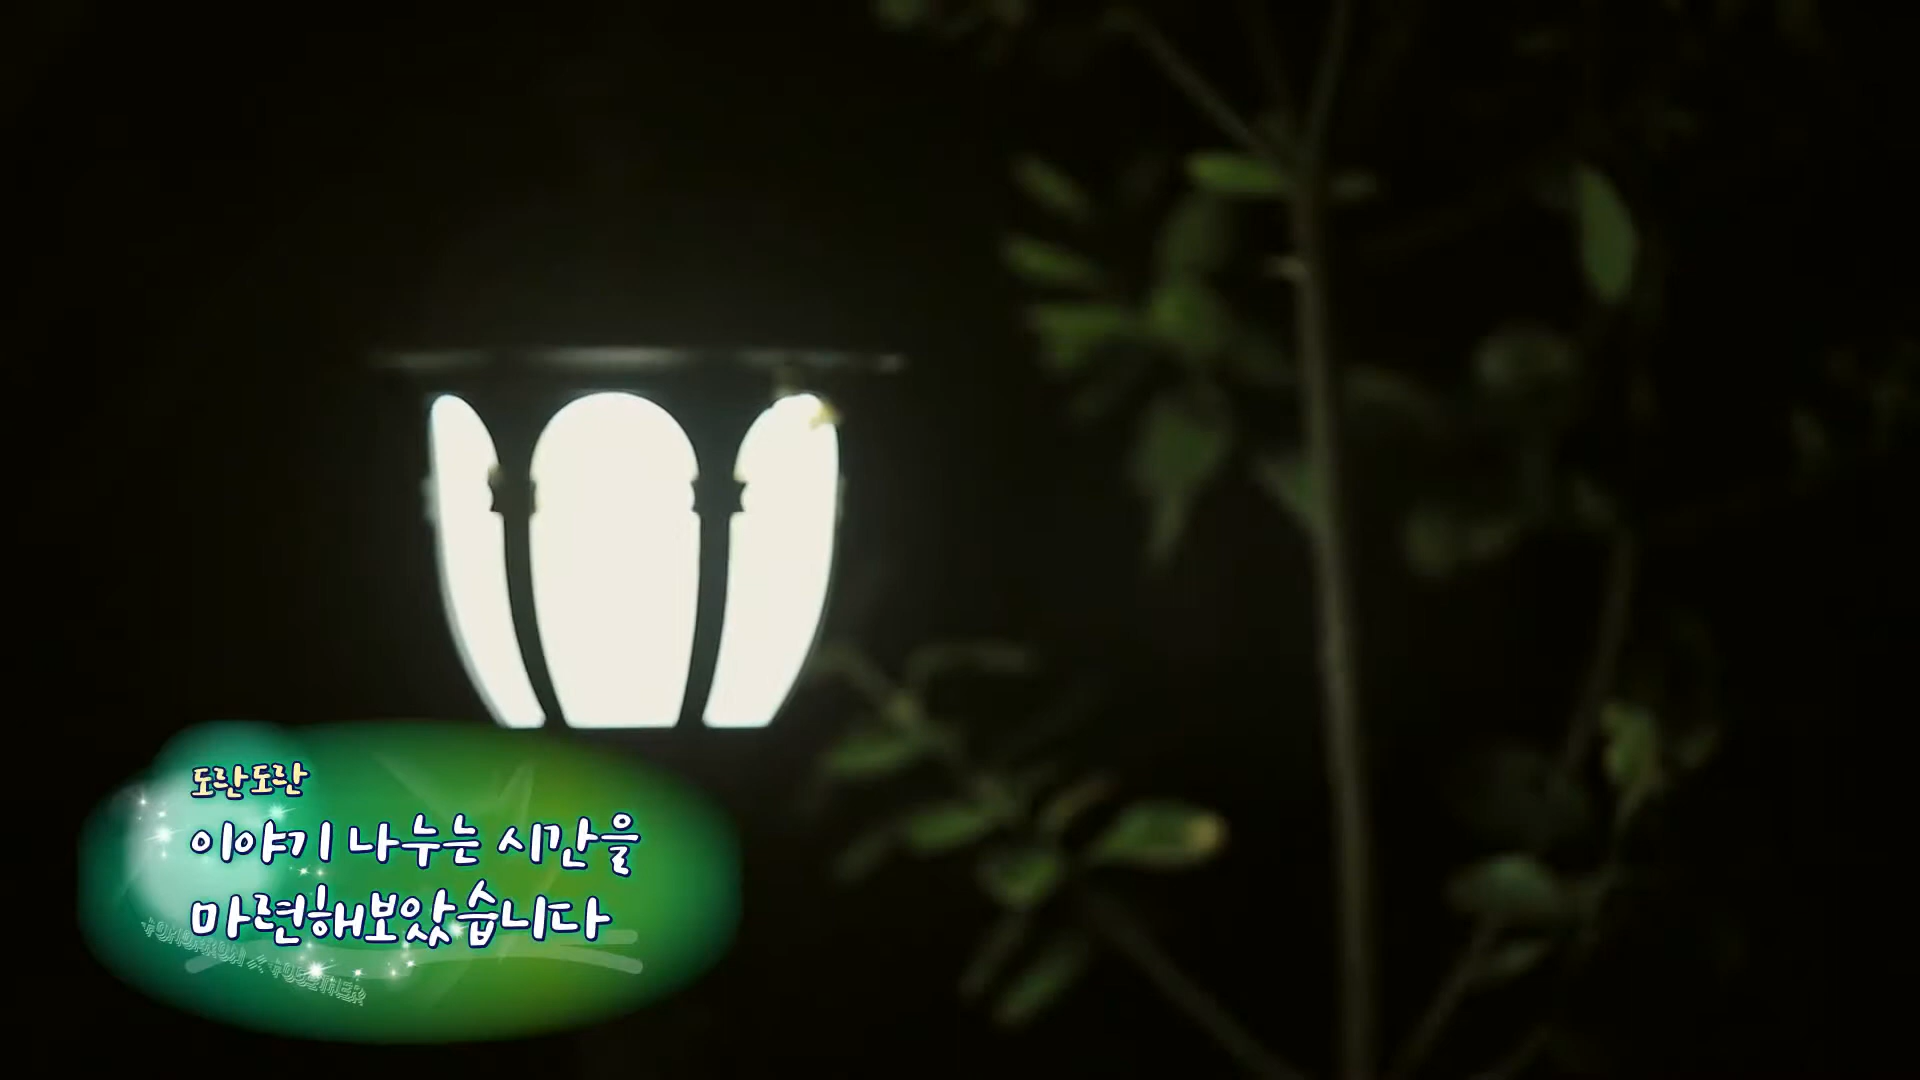 도란도란
이야기 나누는 시간을
마련해보았습니다